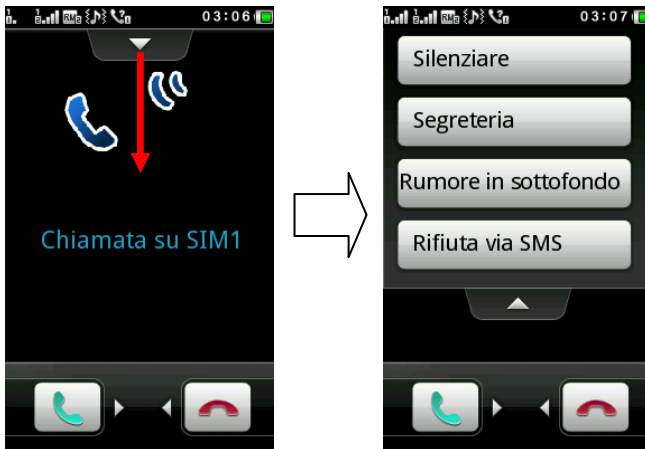 03:06
Chiamata su SIM1
03:07
Silenziare
Segreteria
Rumore in sottofondo
Rifiuta via SMS